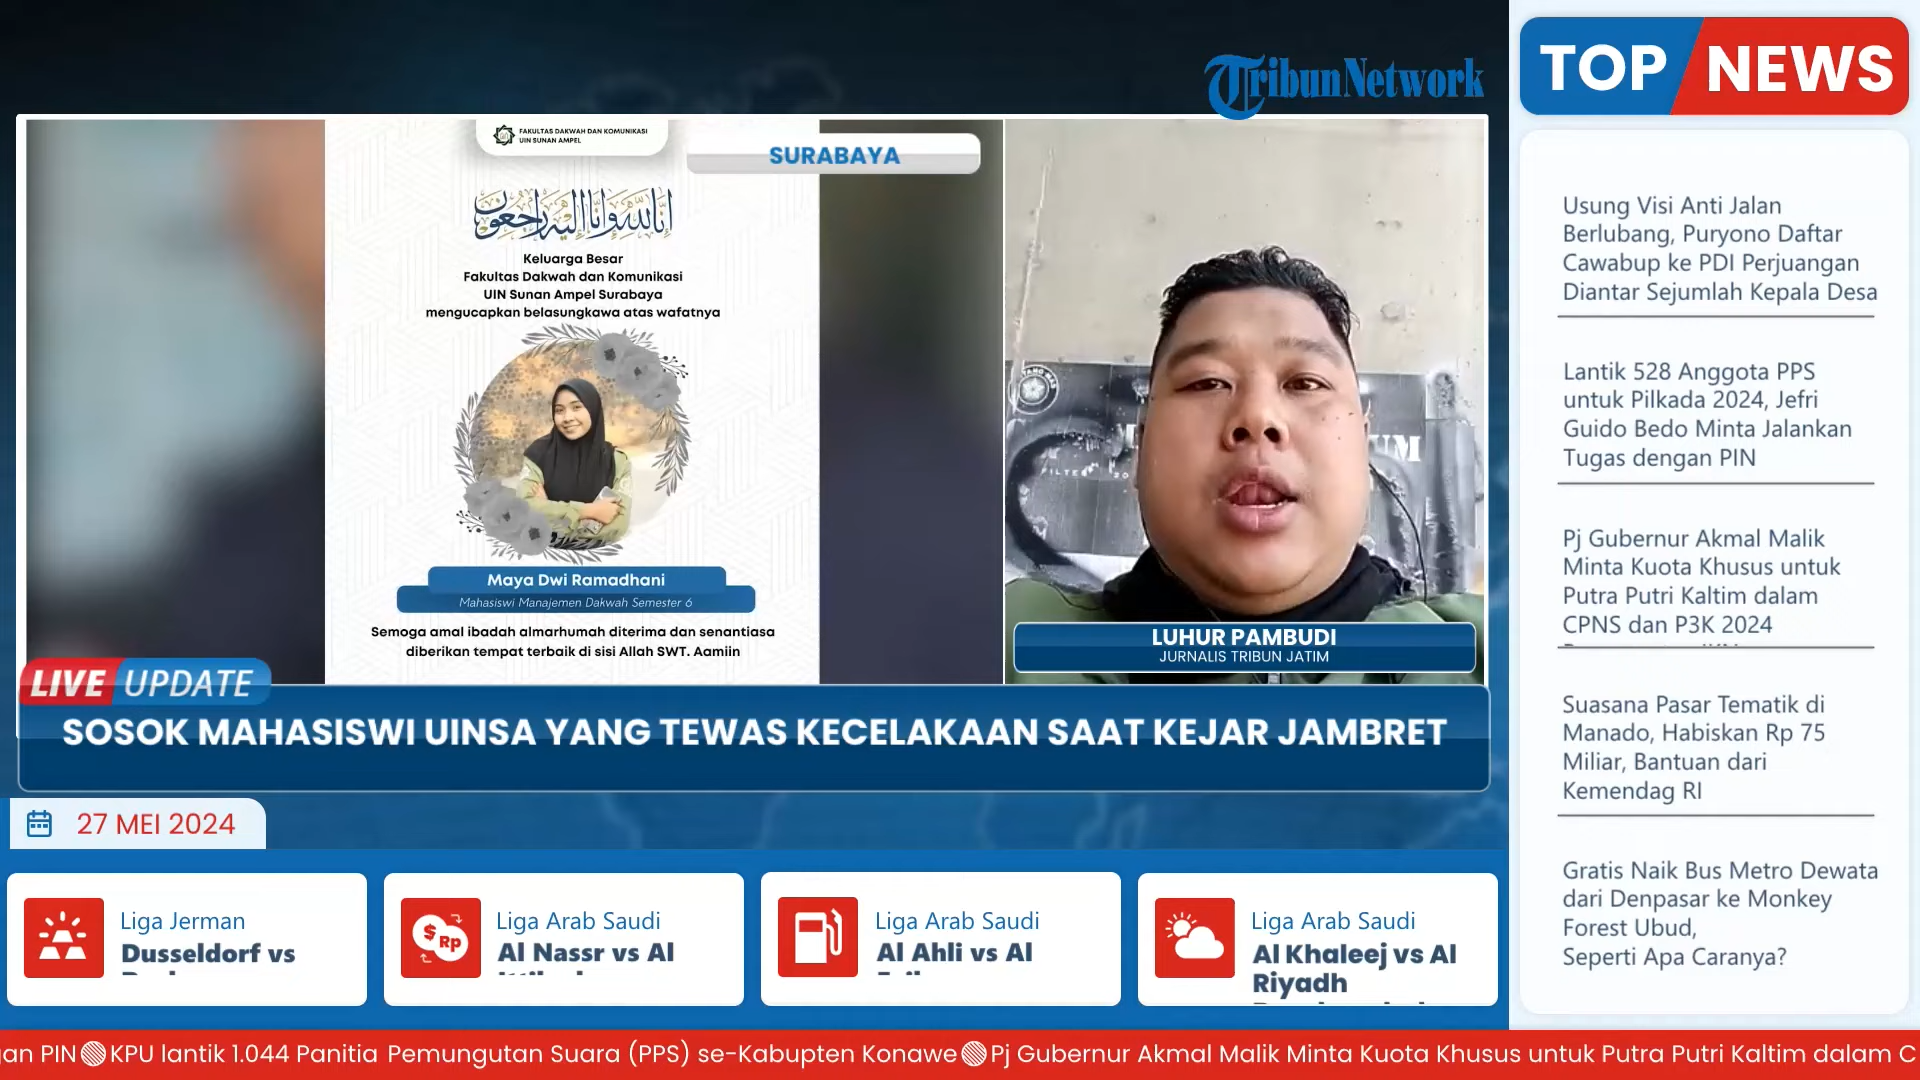 TribunNetwork
TOP NEWS
FAKULTAS DAKWAH DAN KOMUNIKASI
UIN SUNAN AMPEL
SURABAYA
إنا لله وإنا إليه راجعون
Keluarga Besar
Fakultas Dakwah dan Komunikasi
UIN Sunan Ampel Surabaya
mengucapkan belasungkawa atas wafatnya
Maya Dwi Ramadhani
Mahasiswi Manajemen Dakwah Semester 6
Semoga amal ibadah almarhumah diterima dan senantiasa
diberikan tempat terbaik di sisi Allah SWT. Aamiin
LUHUR PAMBUDI
JURNALIS TRIBUN JATIM
LIVE UPDATE
SOSOK MAHASISWI UINSA YANG TEWAS KECELAKAAN SAAT KEJAR JAMBRET
27 MEI 2024
Usung Visi Anti Jalan
Berlubang, Puryono Daftar
Cawabup ke PDI Perjuangan
Diantar Sejumlah Kepala Desa
Lantik 528 Anggota PPS
untuk Pilkada 2024, Jefri
Guido Bedo Minta Jalankan
Tugas dengan PIN
Pj Gubernur Akmal Malik
Minta Kuota Khusus untuk
Putra Putri Kaltim dalam
CPNS dan P3K 2024
Suasana Pasar Tematik di
Manado, Habiskan Rp 75
Miliar, Bantuan dari
Kemendag RI
Gratis Naik Bus Metro Dewata
dari Denpasar ke Monkey
Forest Ubud,
Seperti Apa Caranya?
Liga Jerman
Dusseldorf vs
$ Rp
Liga Arab Saudi
Al Nassr vs Al
Liga Arab Saudi
Al Ahli vs Al
Liga Arab Saudi
Al Khaleej vs Al
Riyadh
an PIN KPU lantik 1.044 Panitia Pemungutan Suara (PPS) se-Kabupten Konawe Pj Gubernur Akmal Malik Minta Kuota Khusus untuk Putra Putri Kaltim dalam C